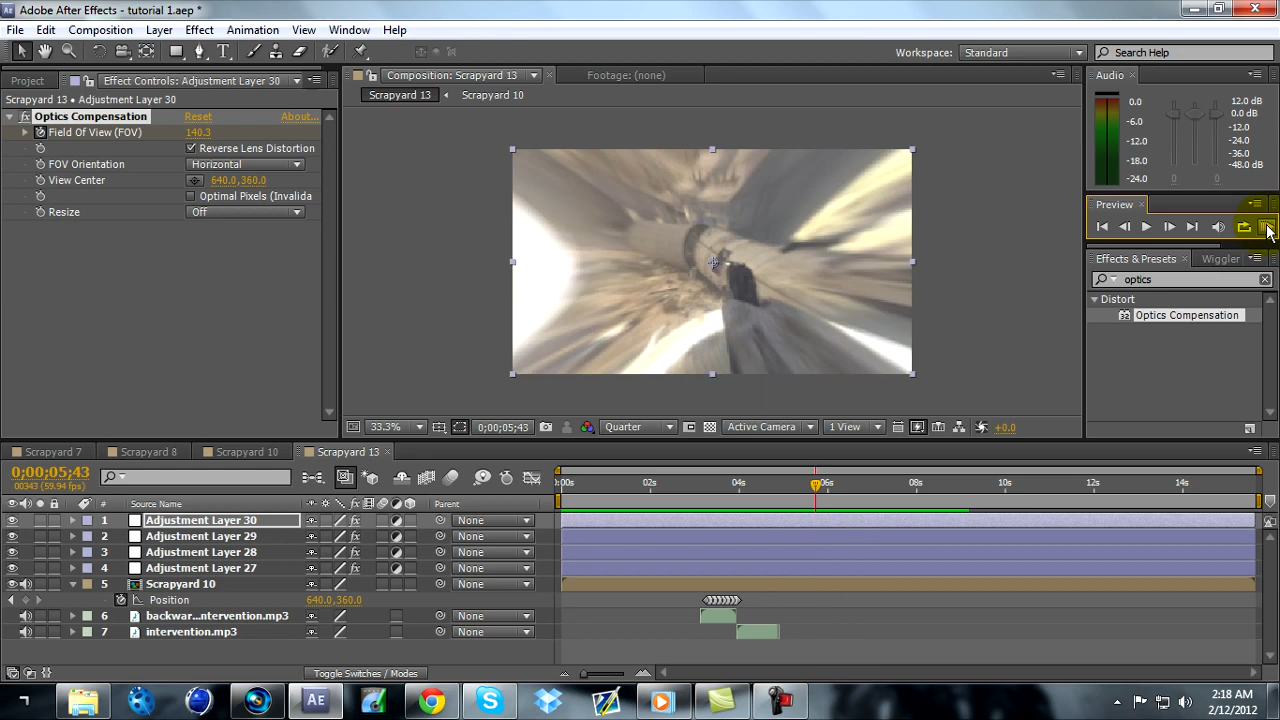 Adobe After Effects - tutorial 1.aep *
File Edit Composition Layer Effect Animation View Window Help
Workspace: Standard Search Help
Project Effect Controls: Adjustment Layer 30
Composition: Scrapyard 13 Footage: (none)
Audio
Scrapyard 13 • Adjustment Layer 30
Scrapyard 13 Scrapyard 10
Optics Compensation Reset About...
Field Of View (FOV) 140.3
Reverse Lens Distortion
FOV Orientation Horizontal
View Center 640.0,360.0
Optimal Pixels (Invalida
Resize Off
0.0
-6.0
-12.0
-18.0
-24.0
0 0 0
12.0 dB
0.0 dB
-12.0
-24.0
-36.0
-48.0 dB
Preview
Effects & Presets Wiggler
optics
Distort
32 Optics Compensation
33.3% 0;00;05;43 Quarter Active Camera 1 View +0.0
Scrapyard 7 Scrapyard 8 Scrapyard 10 Scrapyard 13
0;00;05;43
00343 (59.94 fps)
:00s 02s 04s 06s 08s 10s 12s 14s
# Source Name fx Parent
1 Adjustment Layer 30 fx None
2 Adjustment Layer 29 fx None
3 Adjustment Layer 28 fx None
4 Adjustment Layer 27 fx None
5 Scrapyard 10 None
Position 640.0,360.0
6 backwar...ntervention.mp3 None
7 intervention.mp3 None
Toggle Switches / Modes
Ae
2:18 AM
2/12/2012